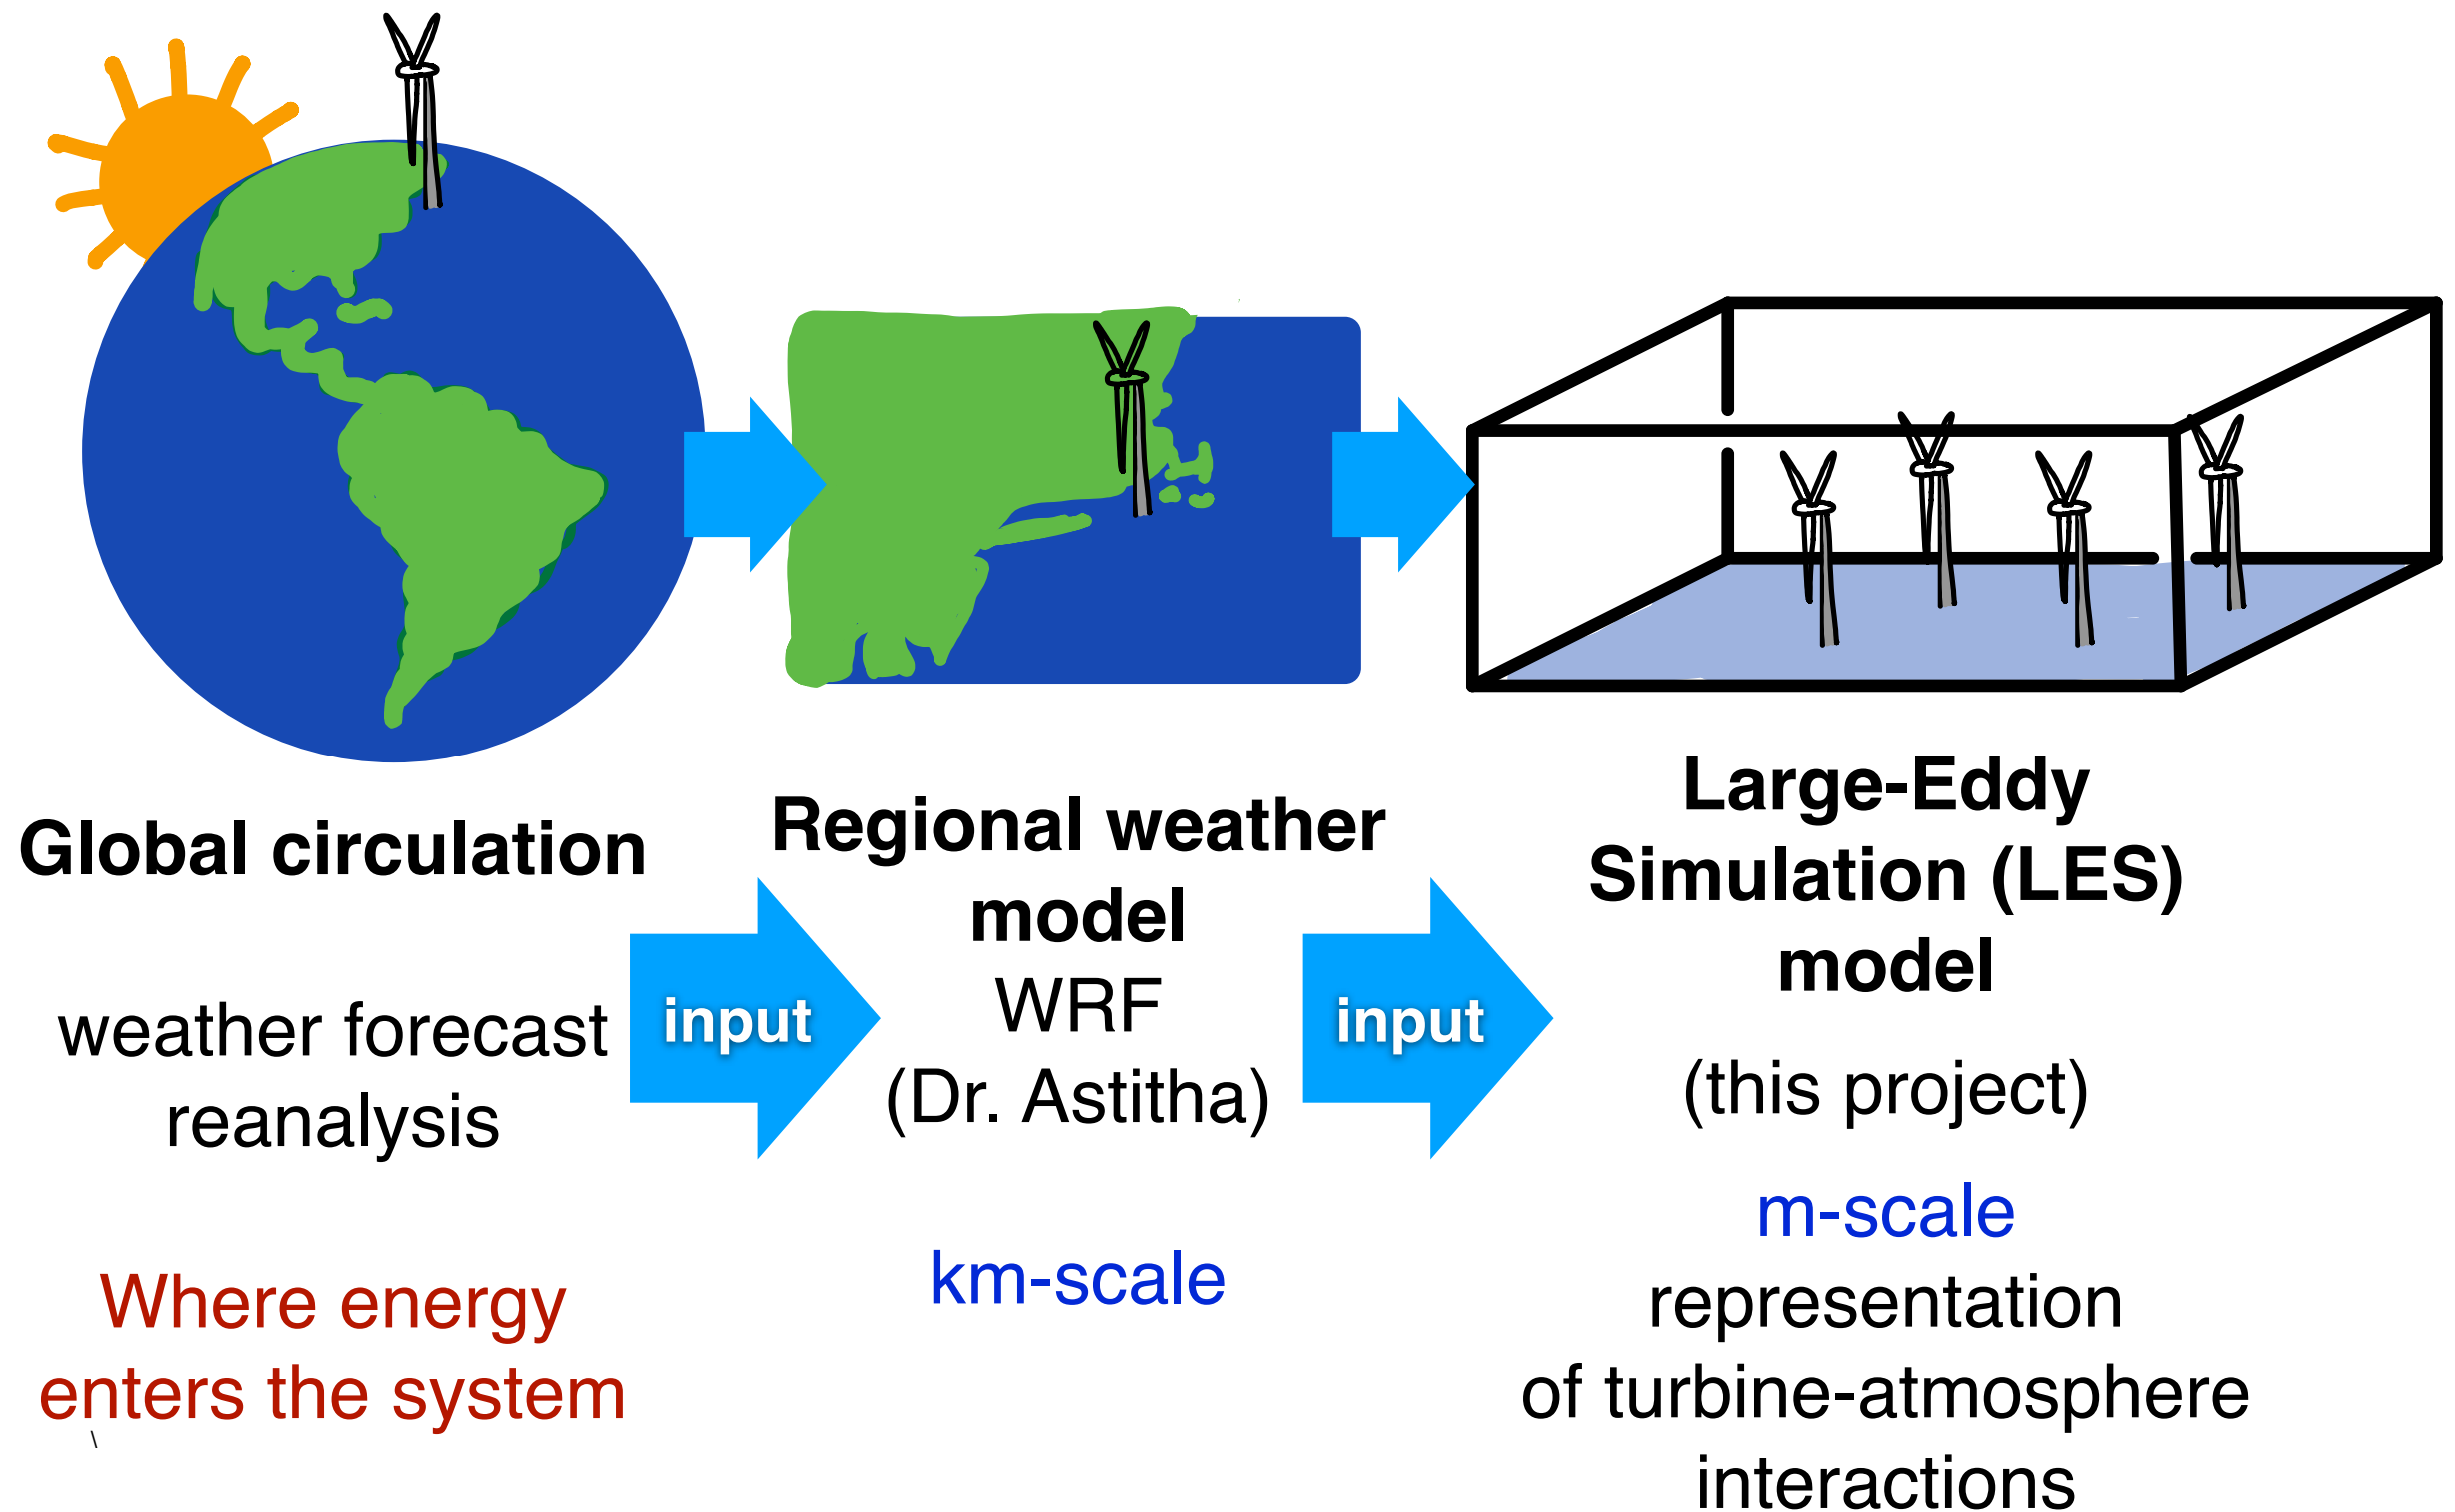 Global circulation
weather forecast
reanalysis
Where energy
enters the system
\
input
Regional weather
model
WRF
(Dr. Astitha)
km-scale
input
Large-Eddy
Simulation (LES)
model
(this project)
m-scale
representation
of turbine-atmosphere
interactions